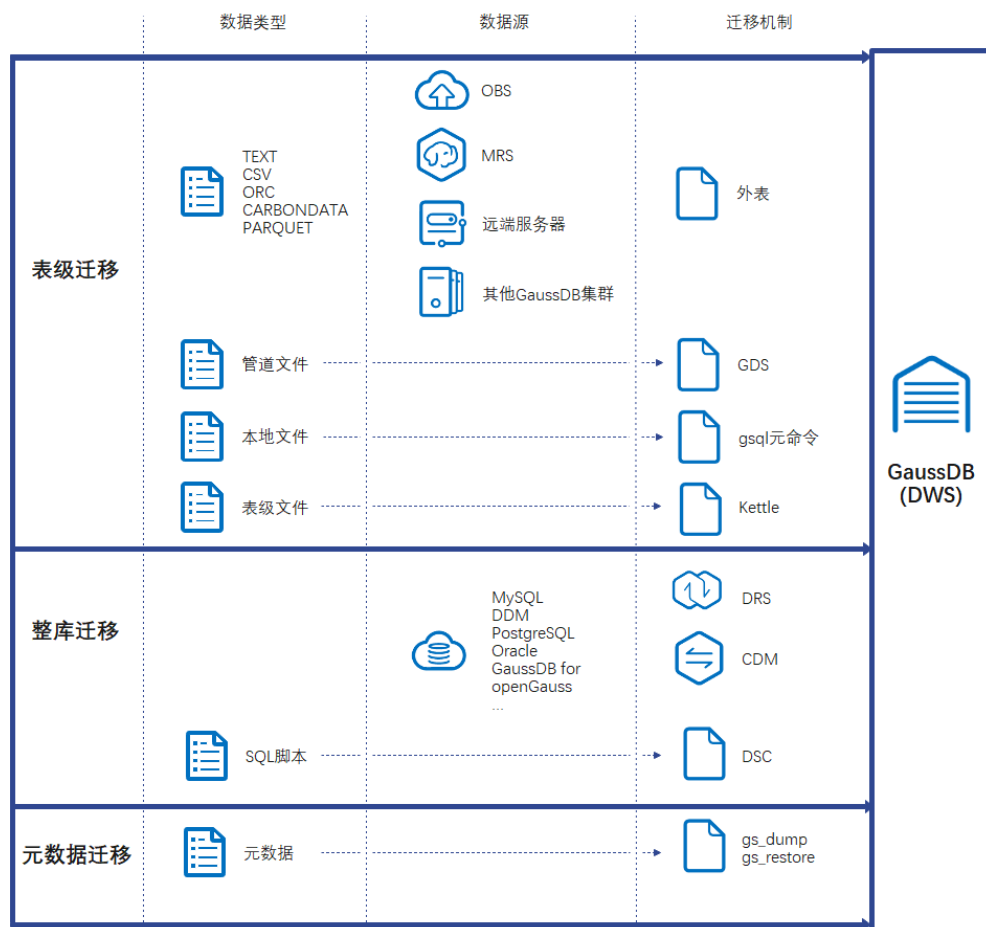 数据类型
数据源
迁移机制
表级迁移
TEXT
CSV
ORC
CARBONDATA
PARQUET
OBS
MRS
远端服务器
其他GaussDB集群
外表
管道文件
GDS
本地文件
gsql元命令
表级文件
Kettle
整库迁移
MySQL
DDM
PostgreSQL
Oracle
GaussDB for
openGauss
...
DRS
CDM
SQL脚本
DSC
元数据迁移
元数据
gs_dump
gs_restore
GaussDB
(DWS)